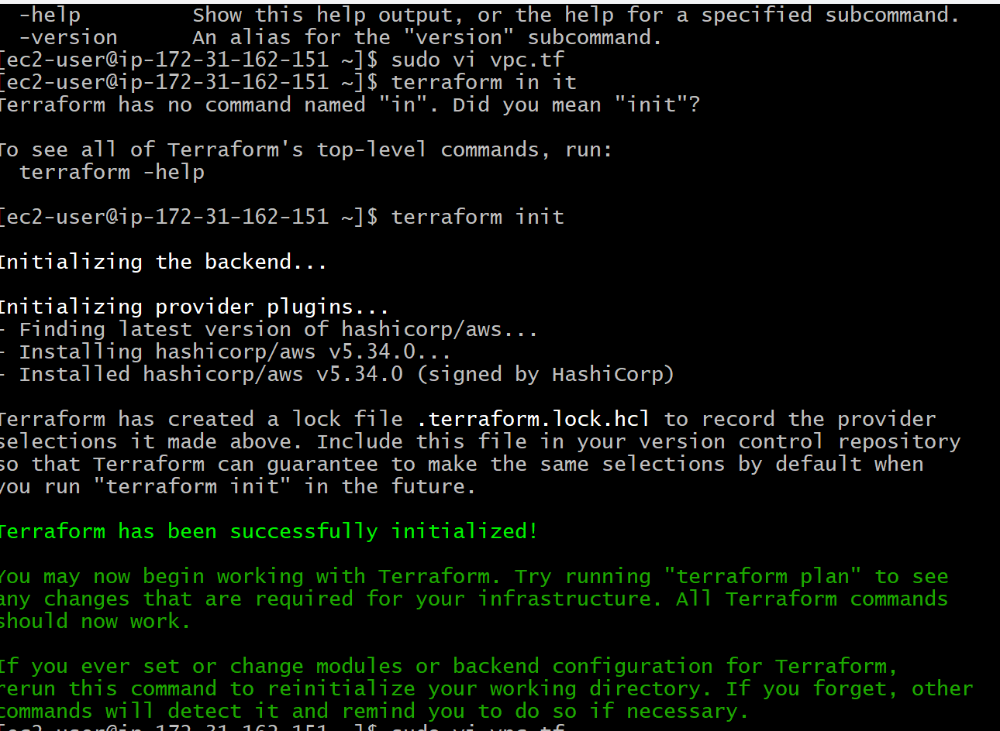 -help         Show this help output, or the help for a specified subcommand.
-version      An alias for the "version" subcommand.
[ec2-user@ip-172-31-162-151 ~]$ sudo vi vpc.tf
[ec2-user@ip-172-31-162-151 ~]$ terraform in it
Terraform has no command named "in". Did you mean "init"?
To see all of Terraform's top-level commands, run:
terraform -help
[ec2-user@ip-172-31-162-151 ~]$ terraform init
Initializing the backend...
Initializing provider plugins...
- Finding latest version of hashicorp/aws...
- Installing hashicorp/aws v5.34.0...
- Installed hashicorp/aws v5.34.0 (signed by HashiCorp)
Terraform has created a lock file .terraform.lock.hcl to record the provider
selections it made above. Include this file in your version control repository
so that Terraform can guarantee to make the same selections by default when
you run "terraform init" in the future.
Terraform has been successfully initialized!
You may now begin working with Terraform. Try running "terraform plan" to see
any changes that are required for your infrastructure. All Terraform commands
should now work.
If you ever set or change modules or backend configuration for Terraform,
rerun this command to reinitialize your working directory. If you forget, other
commands will detect it and remind you to do so if necessary.
[ec2-user@ip-172-31-162-151 ~]$ sudo vi vpc.tf